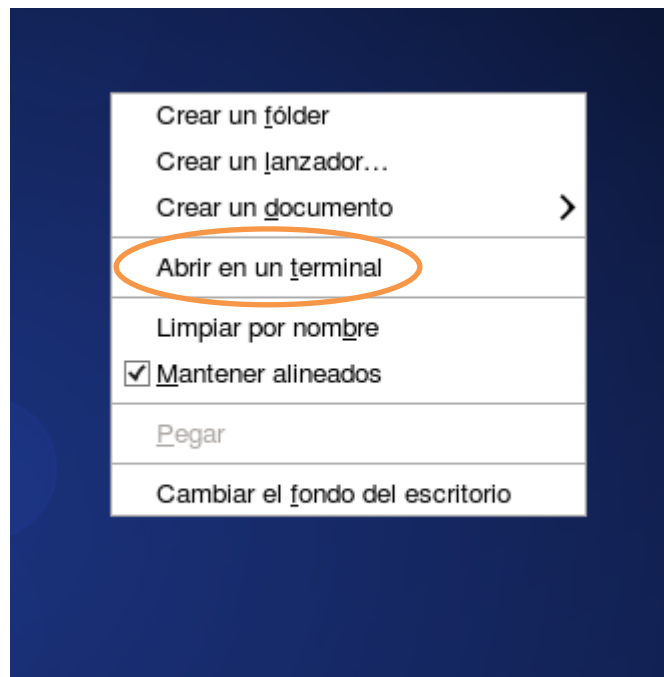 Crear un fólder
Crear un lanzador...
Crear un documento
Abrir en un terminal
Limpiar por nombre
Mantener alineados
Pegar
Cambiar el fondo del escritorio